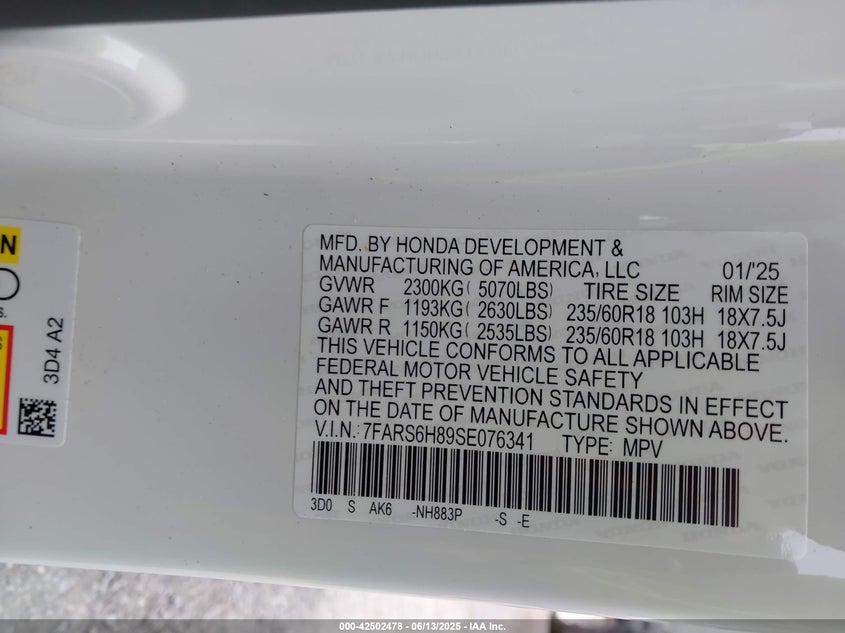 N
S.
3D4 A2
MFD. BY HONDA DEVELOPMENT &
MANUFACTURING OF AMERICA, LLC 01/'25
GVWR 2300KG( 5070LBS) TIRE SIZE RIM SIZE
GAWR F 1193KG( 2630LBS) 235/60R18 103H 18X7.5J
GAWR R 1150KG( 2535LBS) 235/60R18 103H 18X7.5J
THIS VEHICLE CONFORMS TO ALL APPLICABLE
FEDERAL MOTOR VEHICLE SAFETY
AND THEFT PREVENTION STANDARDS IN EFFECT
ON THE DATE OF MANUFACTURE SHOWN ABOVE.
V.I.N.: 7FARS6H89SE076341 TYPE: MPV
3D0 S AK6 -NH883P -S -E
000-42502478 - 06/13/2025 - IAA Inc.